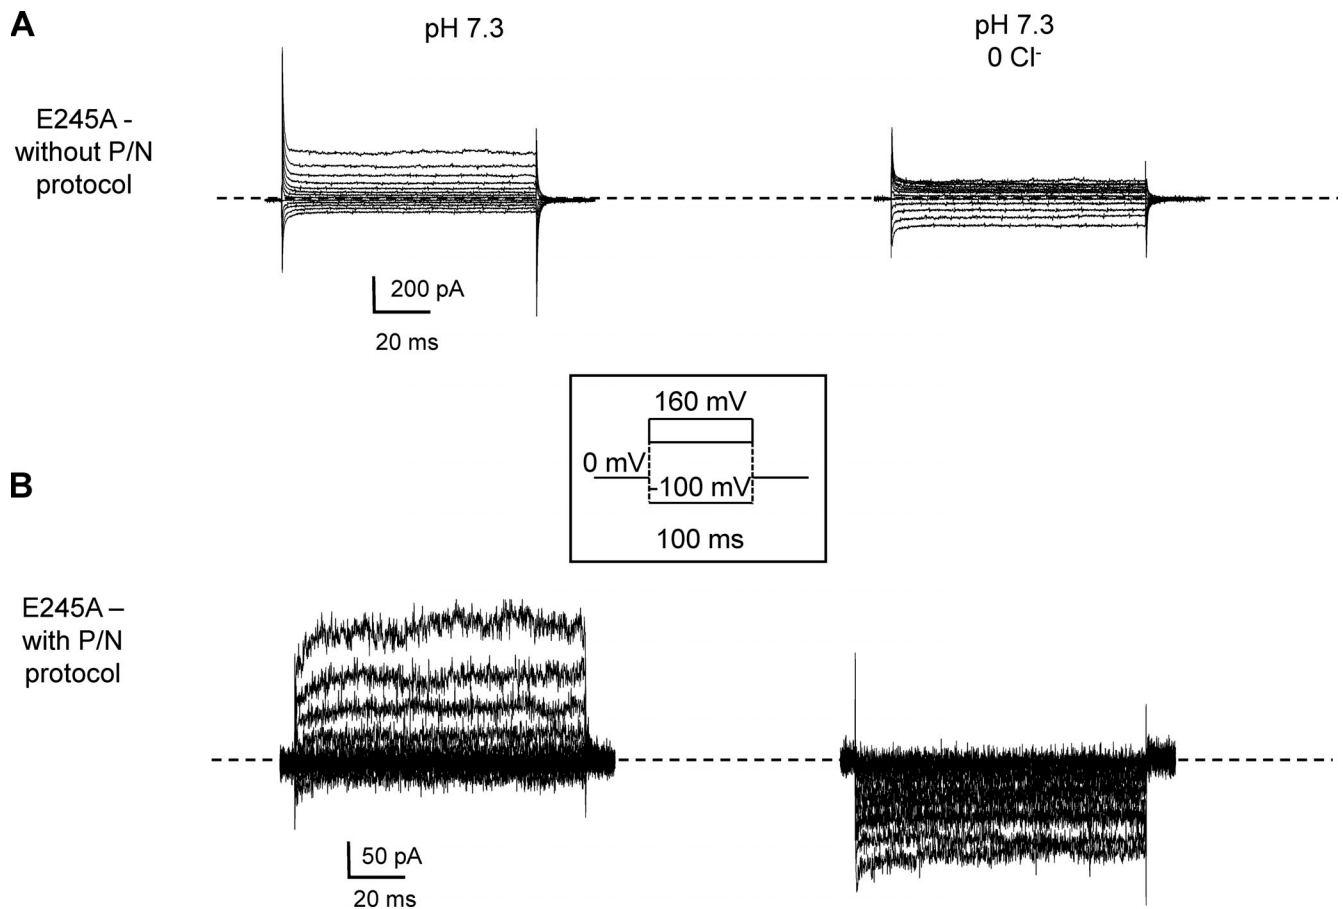 A
pH 7.3
pH 7.3
0 Cl⁻
E245A -
without P/N
protocol
200 pA
20 ms
160 mV
0 mV
-100 mV
100 ms
B
E245A –
with P/N
protocol
50 pA
20 ms